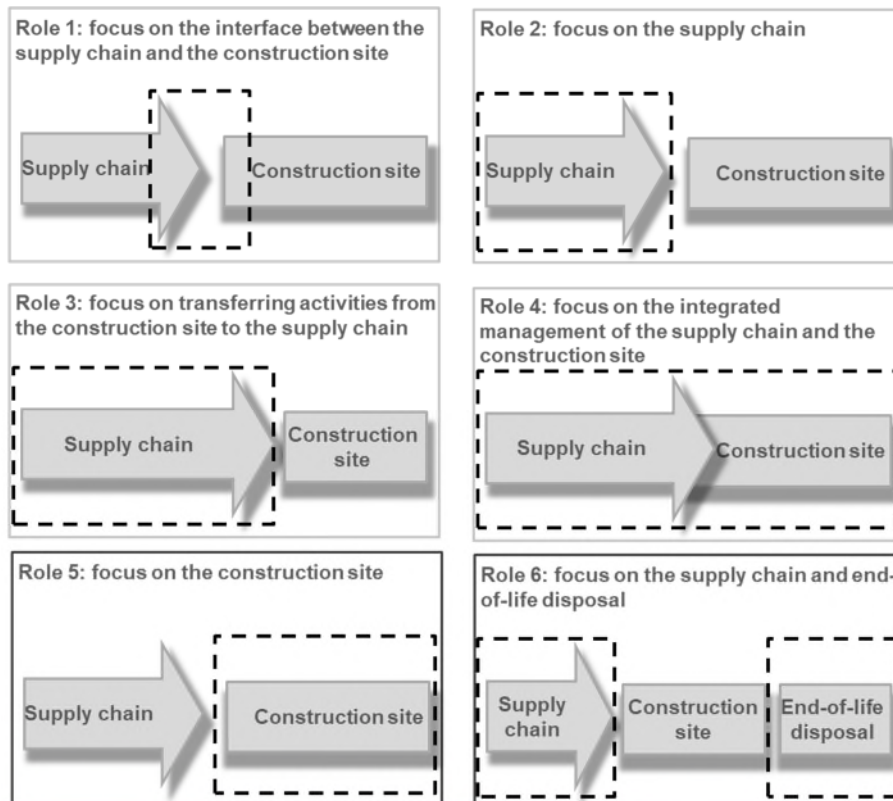 Role 1: focus on the interface between the
supply chain and the construction site
Supply chain
Construction site
Role 2: focus on the supply chain
Supply chain
Construction site
Role 3: focus on transferring activities from
the construction site to the supply chain
Supply chain
Construction
site
Role 4: focus on the integrated
management of the supply chain and the
construction site
Supply chain
Construction site
Role 5: focus on the construction site
Supply chain
Construction site
Role 6: focus on the supply chain and end-
of-life disposal
Supply
chain
Construction
site
End-of-life
disposal